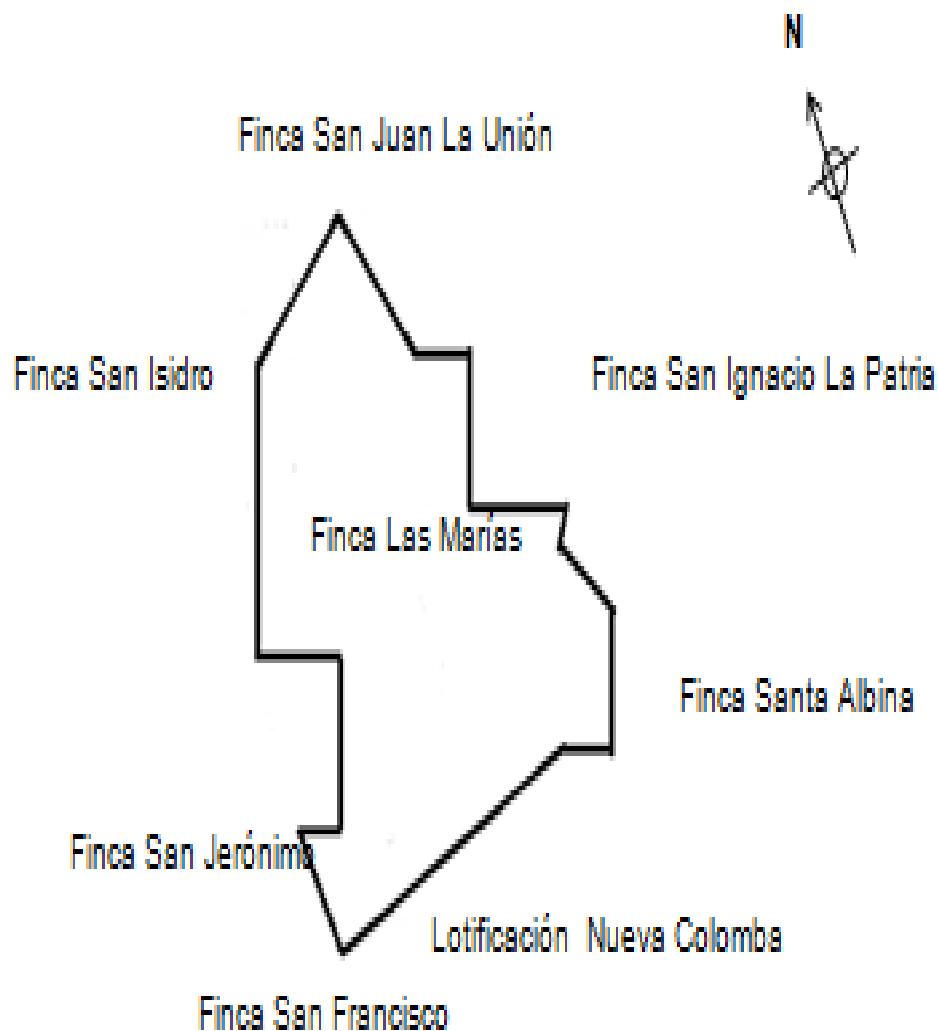 N
Finca San Juan La Unión
Finca San Isidro
Finca San Ignacio La Patria
Finca Las Marías
Finca Santa Albina
Finca San Jerónimo
Lotificación Nueva Colomba
Finca San Francisco